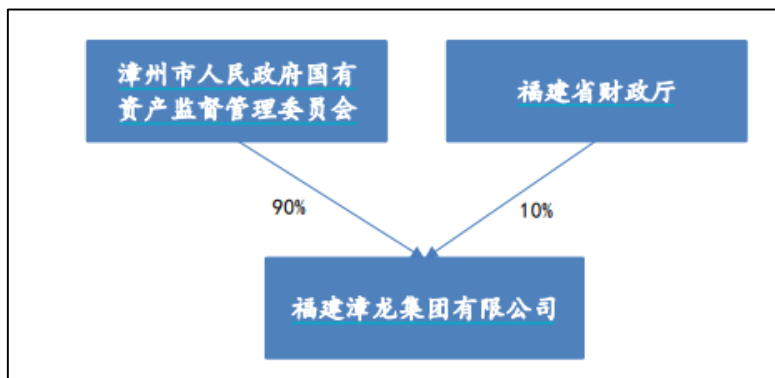 漳州市人民政府国有
资产监督管理委员会
福建省财政厅
90%
10%
福建漳龙集团有限公司